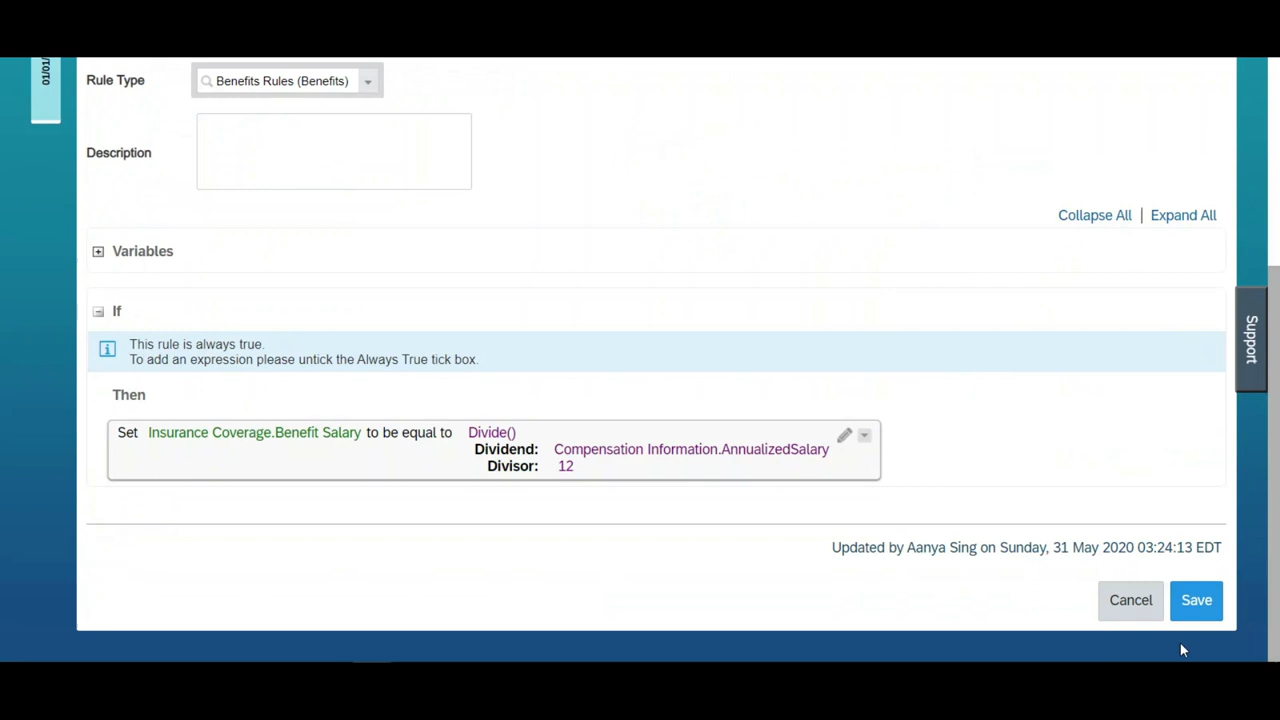 01/01/
Rule Type
Benefits Rules (Benefits)
Description
Collapse All | Expand All
Variables
If
This rule is always true.
To add an expression please untick the Always True tick box.
Then
Set Insurance Coverage.Benefit Salary to be equal to Divide()
Dividend: Compensation Information.AnnualizedSalary
Divisor: 12
Updated by Aanya Sing on Sunday, 31 May 2020 03:24:13 EDT
Cancel Save
Support